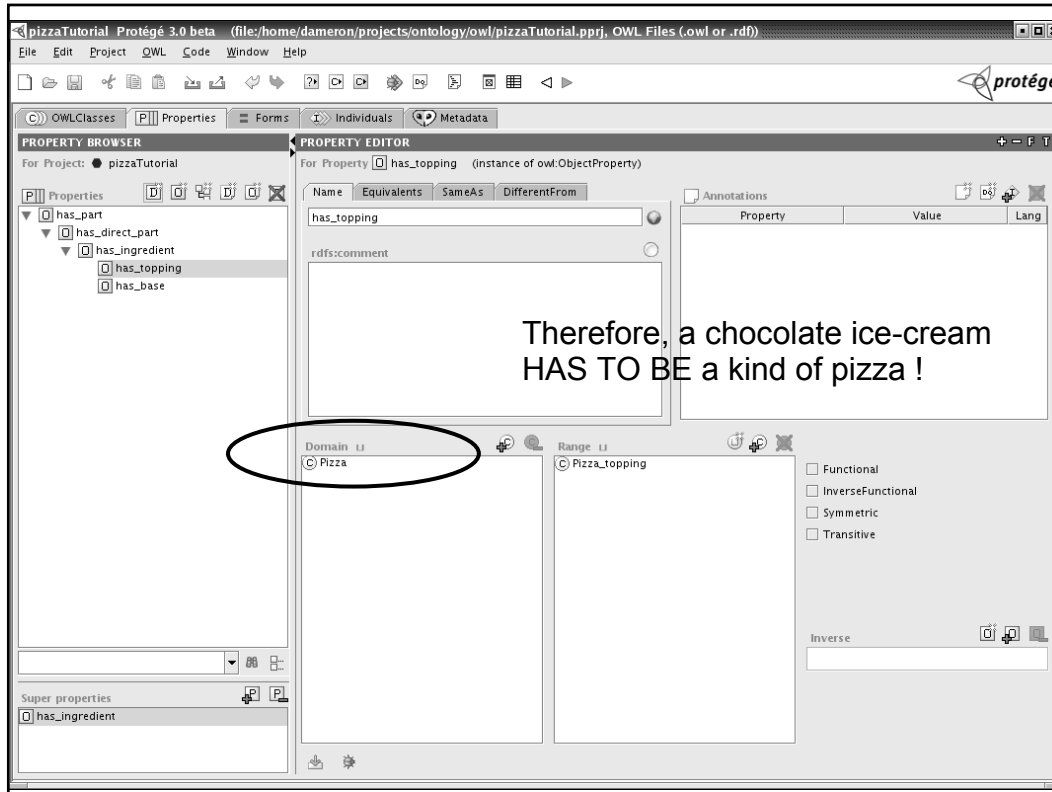 pizzaTutorial Protégé 3.0 beta (file:/home/dameron/projects/ontology/owl/pizzaTutorial.pprj, OWL Files (.owl or .rdf))
File Edit Project OWL Code Window Help
protégé
OWLClasses Properties Forms Individuals Metadata
PROPERTY BROWSER
For Project: pizzaTutorial
Properties
has_part
has_direct_part
has_ingredient
has_topping
has_base
Super properties
has_ingredient
PROPERTY EDITOR
For Property has_topping (instance of owl:ObjectProperty)
Name Equivalents SameAs DifferentFrom
has_topping
rdfs:comment
Annotations
Property Value Lang
Therefore, a chocolate ice-cream
HAS TO BE a kind of pizza !
Domain
Pizza
Range
Pizza_topping
Functional
InverseFunctional
Symmetric
Transitive
Inverse